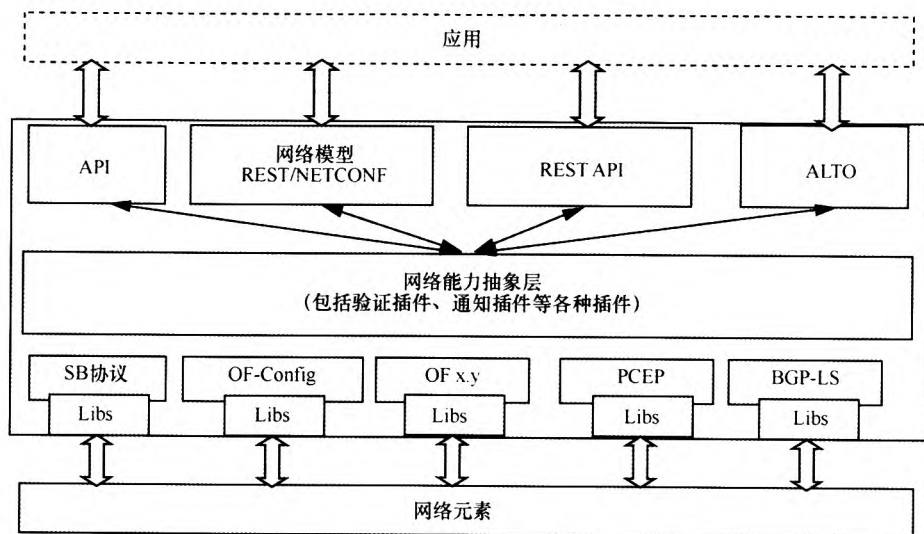 应用
API
网络模型
REST/NETCONF
REST API
ALTO
网络能力抽象层
(包括验证插件、通知插件等各种插件)
SB协议
OF-Config
OF x.y
PCEP
BGP-LS
Libs
Libs
Libs
Libs
Libs
网络元素